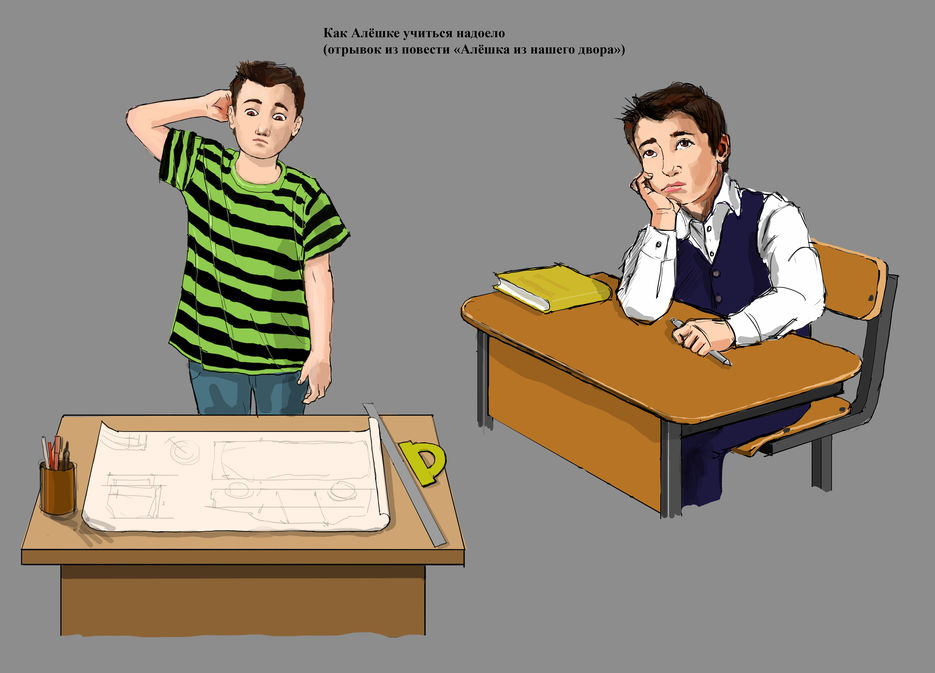 Как Алёшке учиться надоело
(отрывок из повести «Алёшка из нашего двора»)